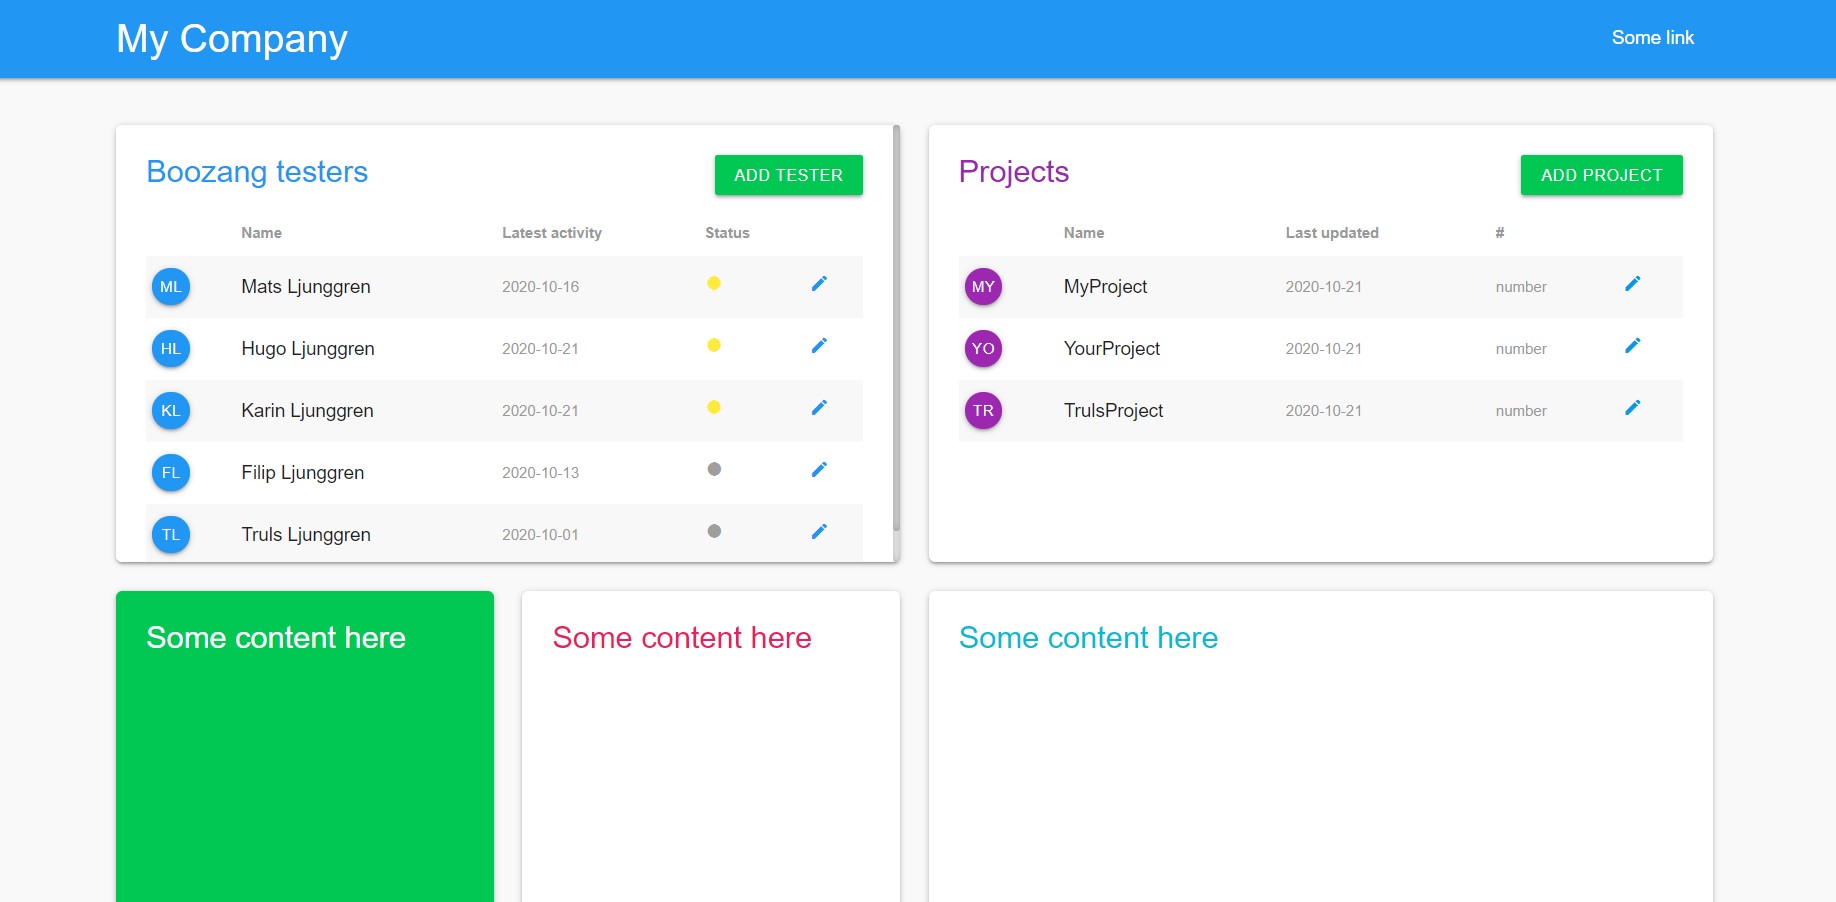 My Company
Some link
Boozang testers
ADD TESTER
Name Latest activity Status
ML Mats Ljunggren 2020-10-16
HL Hugo Ljunggren 2020-10-21
KL Karin Ljunggren 2020-10-21
FL Filip Ljunggren 2020-10-13
TL Truls Ljunggren 2020-10-01
Projects
ADD PROJECT
Name Last updated #
MY MyProject 2020-10-21 number
YO YourProject 2020-10-21 number
TR TrulsProject 2020-10-21 number
Some content here
Some content here
Some content here